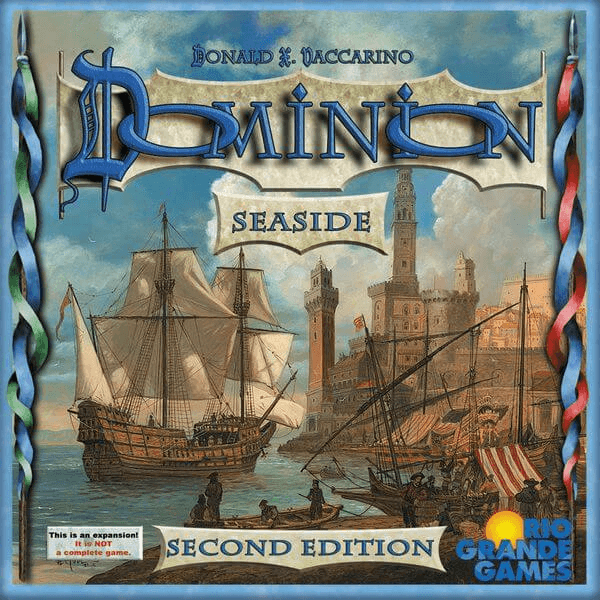 DONALD X. VACCARINO
DOMINION
SEASIDE
This is an expansion!
It is NOT
a complete game.
SECOND EDITION
RIO
GRANDE
GAMES